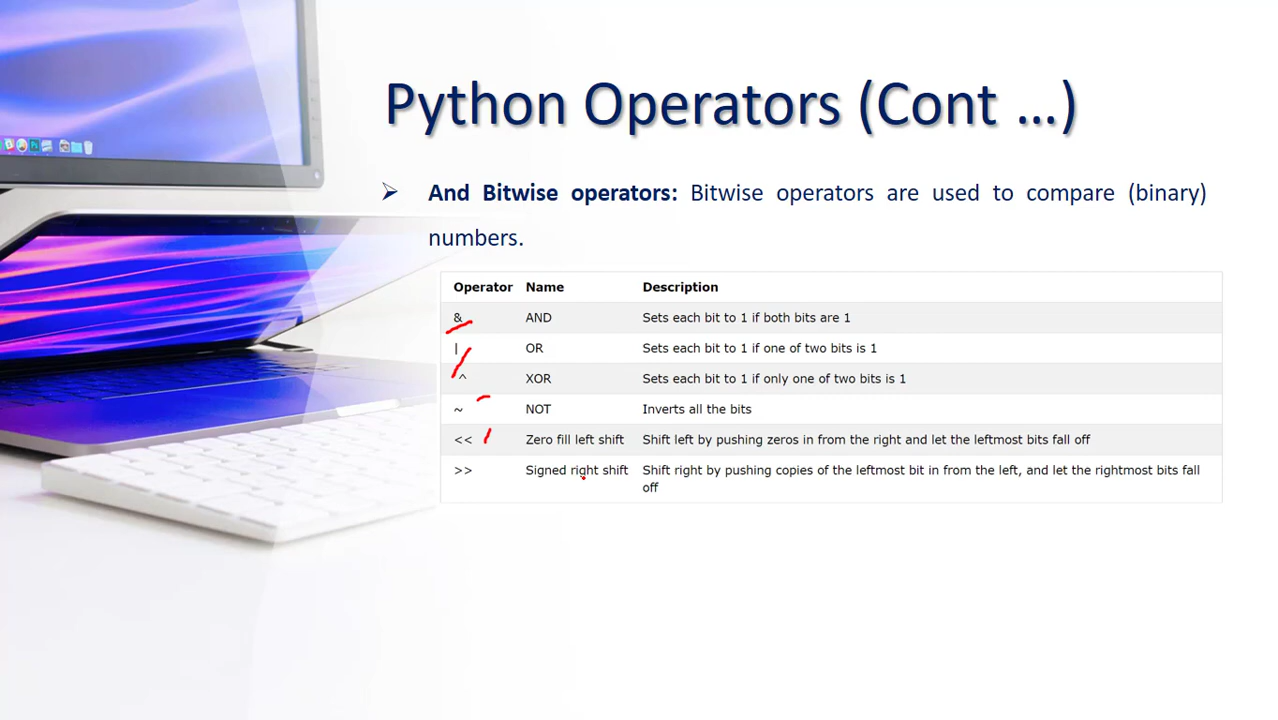 Python Operators (Cont ...)
➢ And Bitwise operators: Bitwise operators are used to compare (binary)
numbers.
Operator Name Description
& AND Sets each bit to 1 if both bits are 1
| OR Sets each bit to 1 if one of two bits is 1
^ XOR Sets each bit to 1 if only one of two bits is 1
~ NOT Inverts all the bits
<< Zero fill left shift Shift left by pushing zeros in from the right and let the leftmost bits fall off
>> Signed right shift Shift right by pushing copies of the leftmost bit in from the left, and let the rightmost bits fall
off